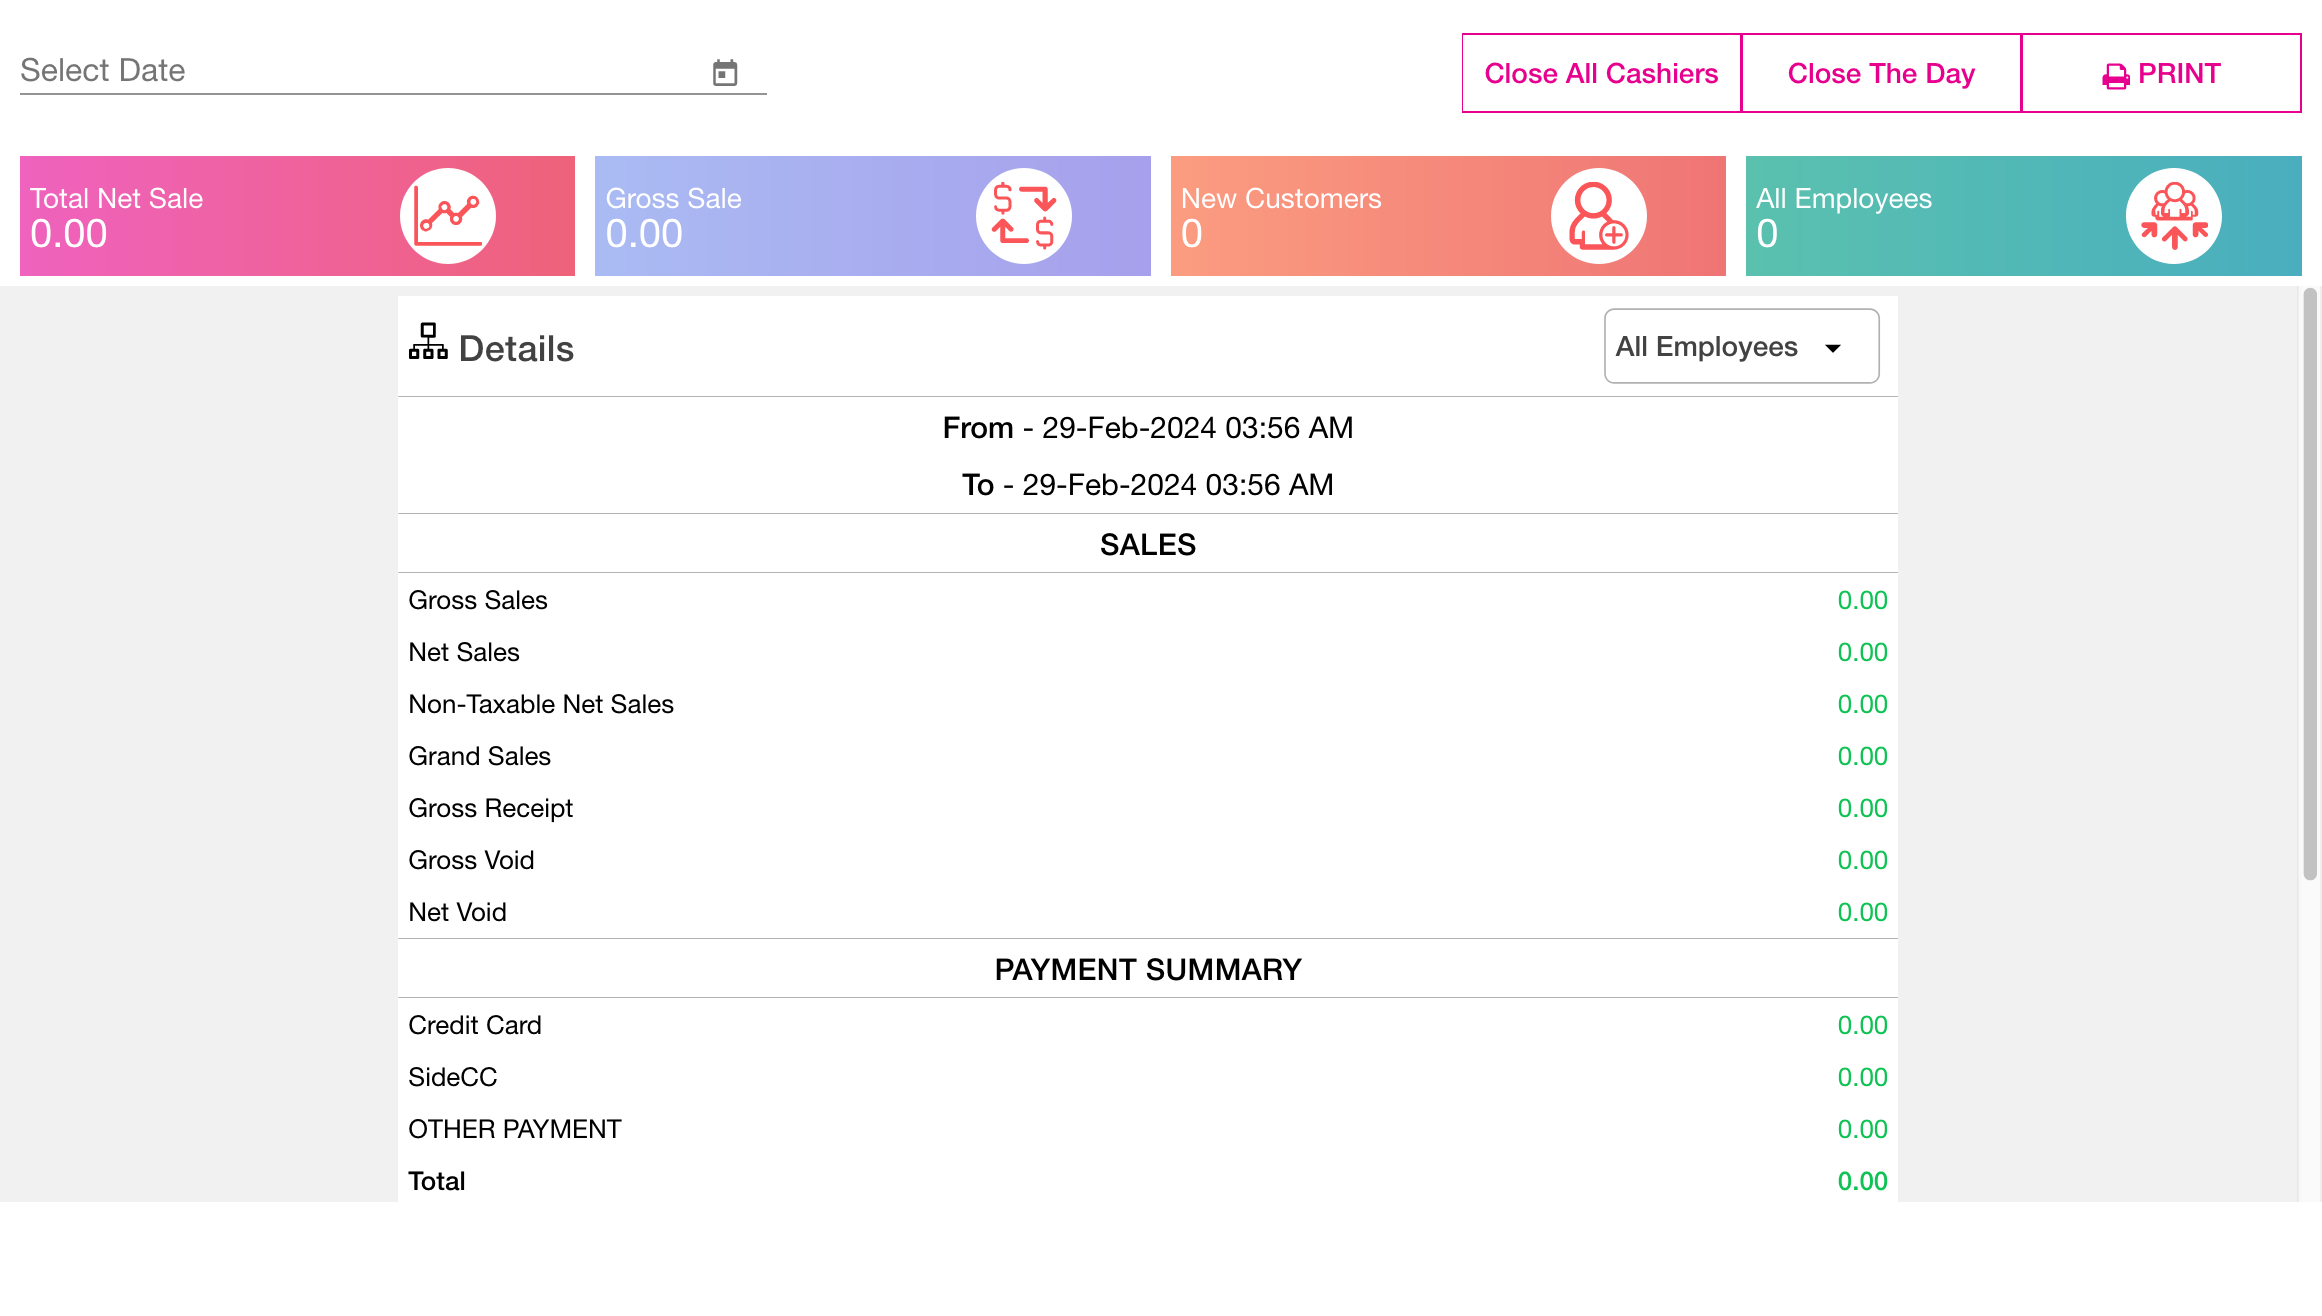 Select Date
Close All Cashiers
Close The Day
PRINT
Total Net Sale
0.00
Gross Sale
0.00
New Customers
0
All Employees
0
Details
All Employees
From - 29-Feb-2024 03:56 AM
To - 29-Feb-2024 03:56 AM
SALES
Gross Sales 0.00
Net Sales 0.00
Non-Taxable Net Sales 0.00
Grand Sales 0.00
Gross Receipt 0.00
Gross Void 0.00
Net Void 0.00
PAYMENT SUMMARY
Credit Card 0.00
SideCC 0.00
OTHER PAYMENT 0.00
Total 0.00